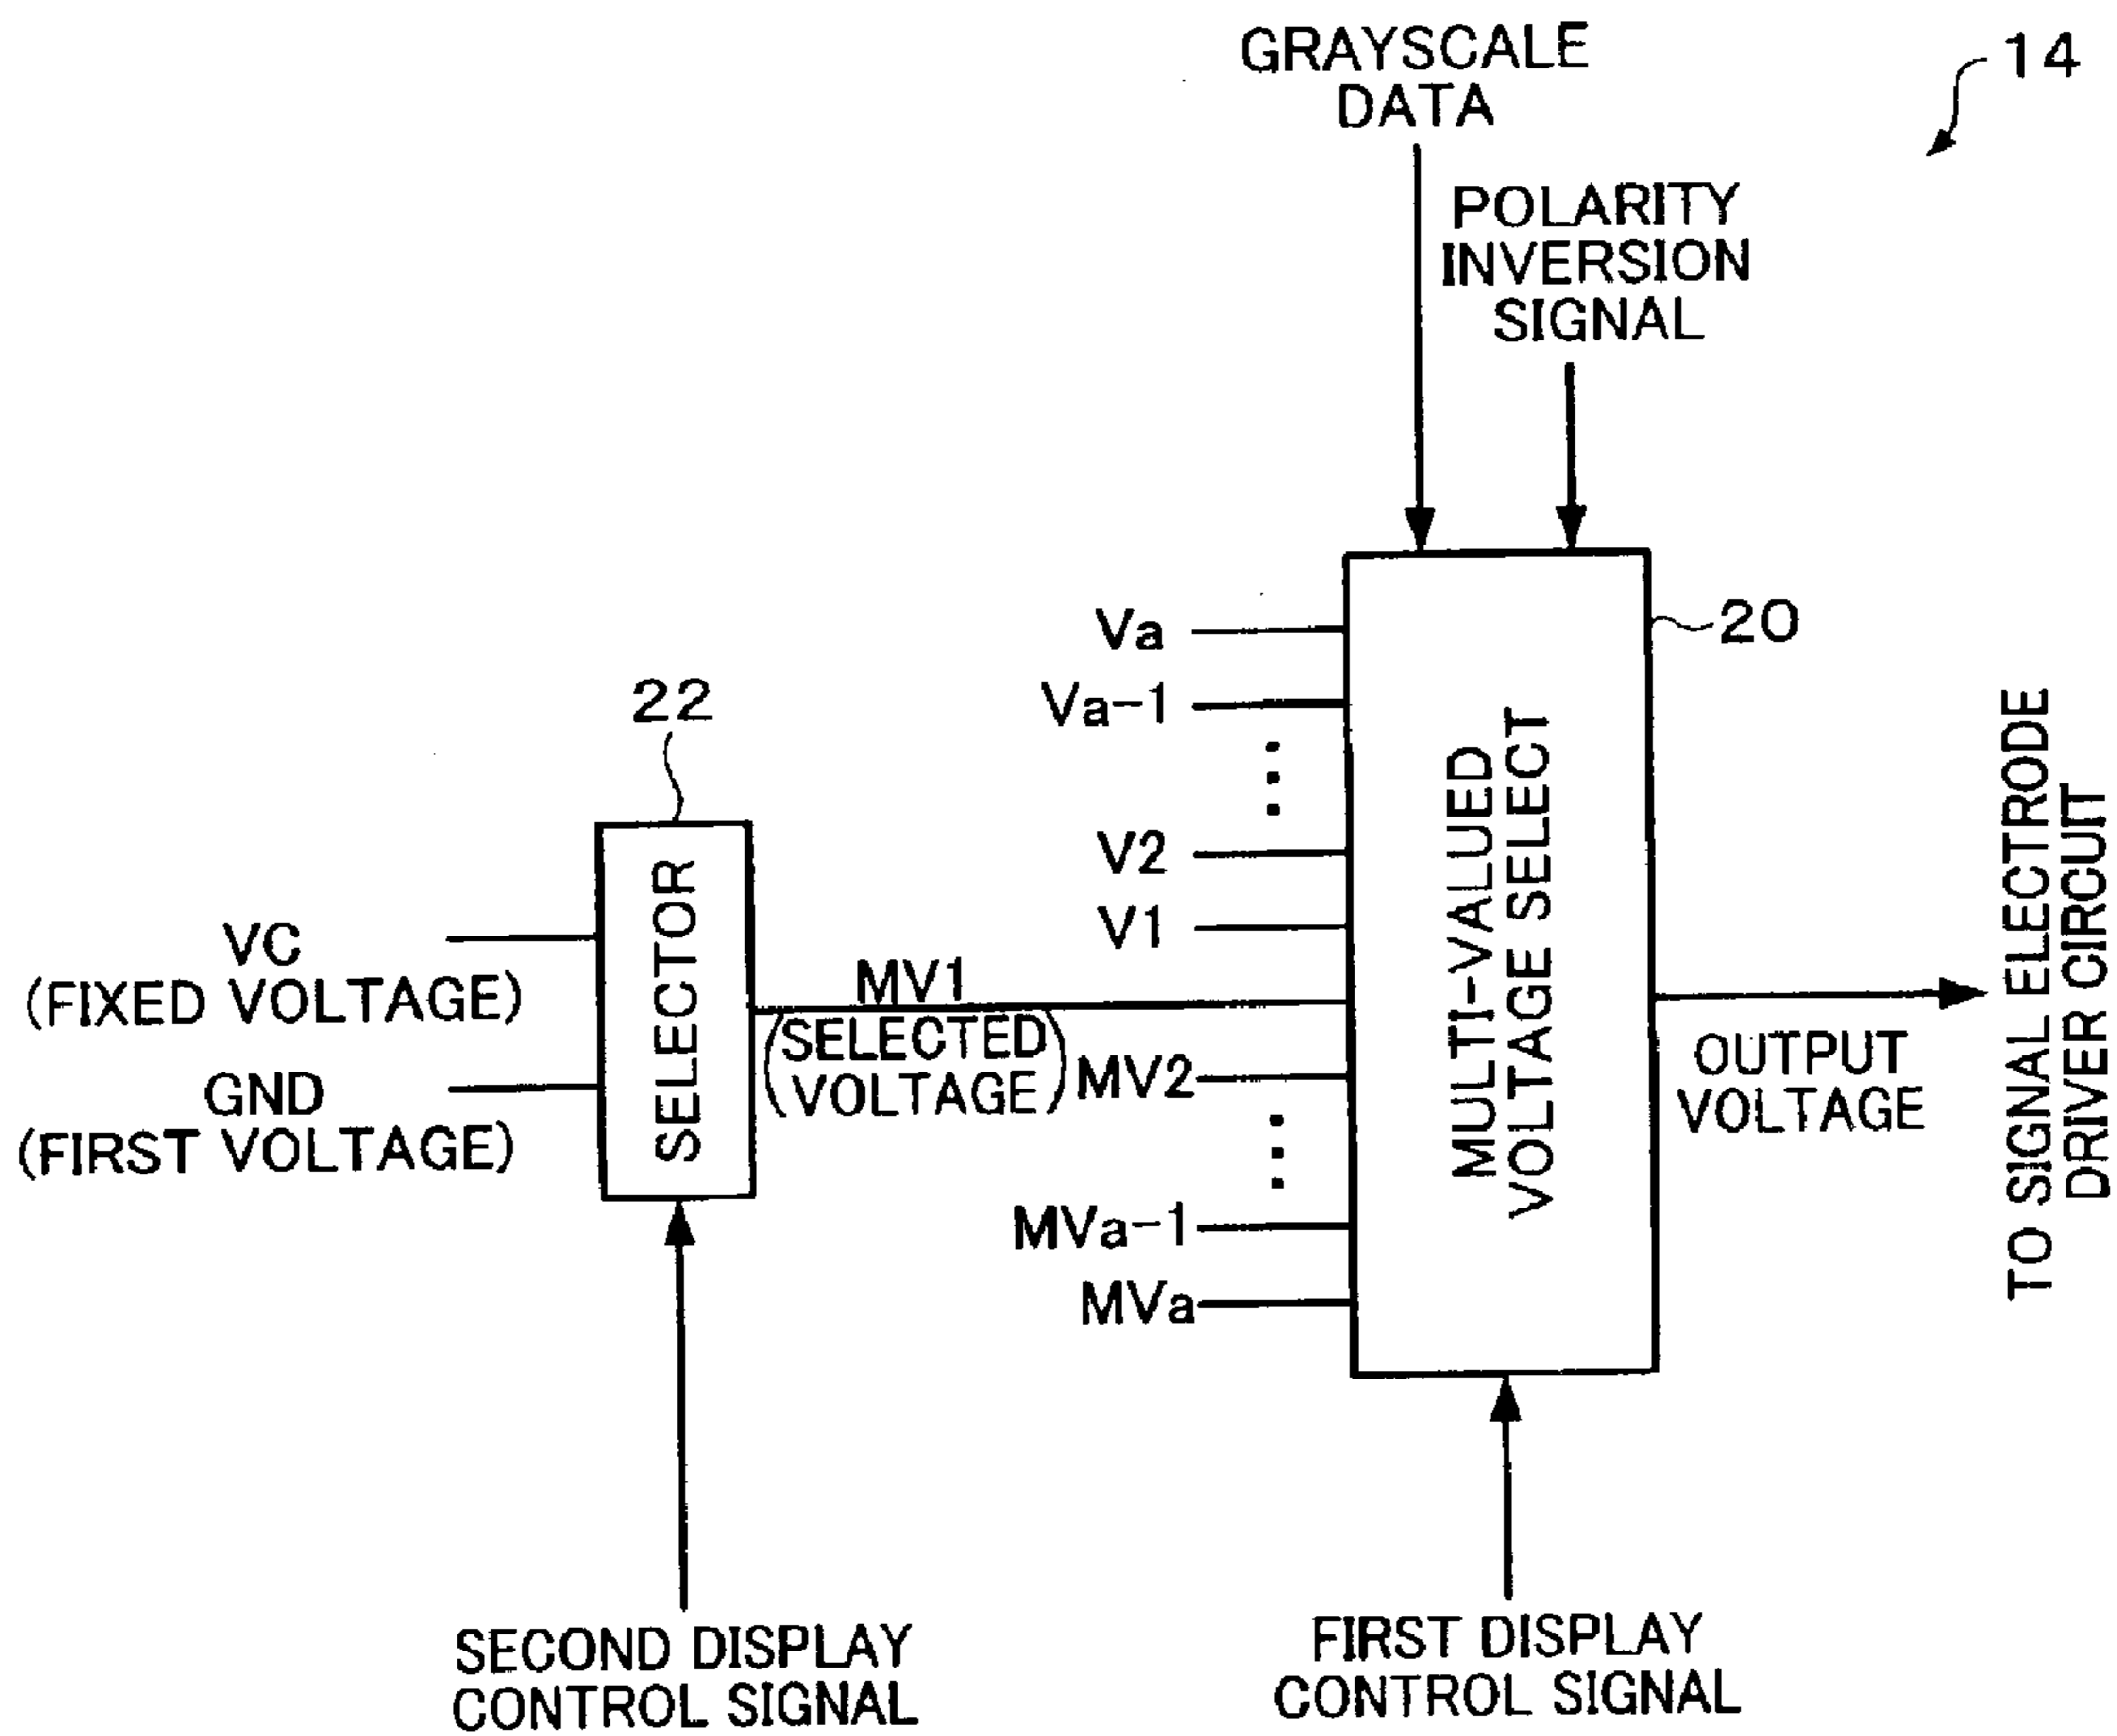 GRAYSCALE
DATA
14
POLARITY
INVERSION
SIGNAL
Va
20
Va-1
22
V2
V1
SELECTOR
VC
(FIXED VOLTAGE)
GND
(FIRST VOLTAGE)
MV1
(SELECTED
VOLTAGE)
MV2
MVa-1
MVa
MULTI-VALUED
VOLTAGE SELECT
OUTPUT
VOLTAGE
TO SIGNAL ELECTRODE
DRIVER CIRCUIT
SECOND DISPLAY
CONTROL SIGNAL
FIRST DISPLAY
CONTROL SIGNAL